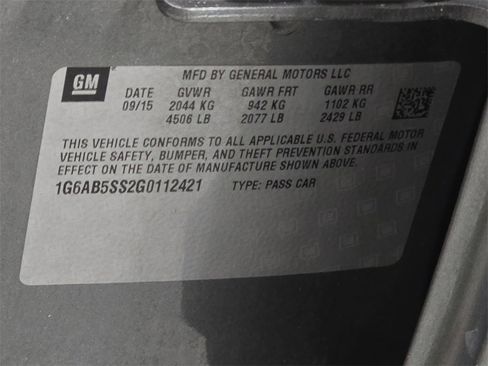 GM
MFD BY GENERAL MOTORS LLC
DATE GVWR GAWR FRT GAWR RR
09/15 2044 KG 942 KG 1102 KG
4506 LB 2077 LB 2429 LB
THIS VEHICLE CONFORMS TO ALL APPLICABLE U.S. FEDERAL MOTOR
VEHICLE SAFETY, BUMPER, AND THEFT PREVENTION STANDARDS IN
EFFECT ON THE DATE OF MANUFACTURE SHOWN ABOVE.
1G6AB5SS2G0112421 TYPE: PASS CAR